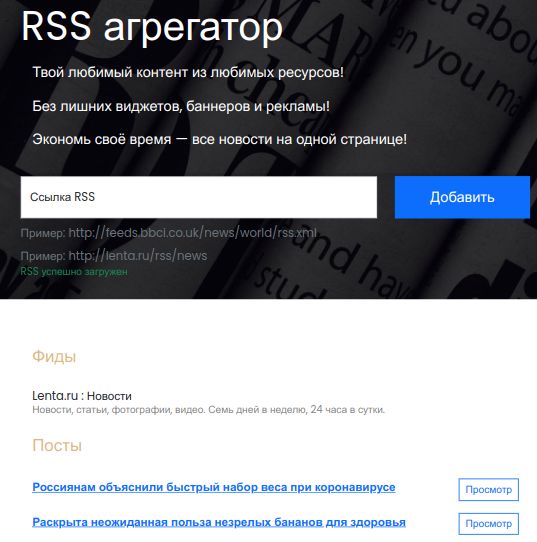 RSS агрегатор
Твой любимый контент из любимых ресурсов!
Без лишних виджетов, баннеров и рекламы!
Экономь своё время — все новости на одной странице!
Ссылка RSS
Добавить
Пример: http://feeds.bbci.co.uk/news/world/rss.xml
Пример: http://lenta.ru/rss/news
RSS успешно загружен
Фиды
Lenta.ru : Новости
Новости, статьи, фотографии, видео. Семь дней в неделю, 24 часа в сутки.
Посты
Россиянам объяснили быстрый набор веса при коронавирусе
Просмотр
Раскрыта неожиданная польза незрелых бананов для здоровья
Просмотр